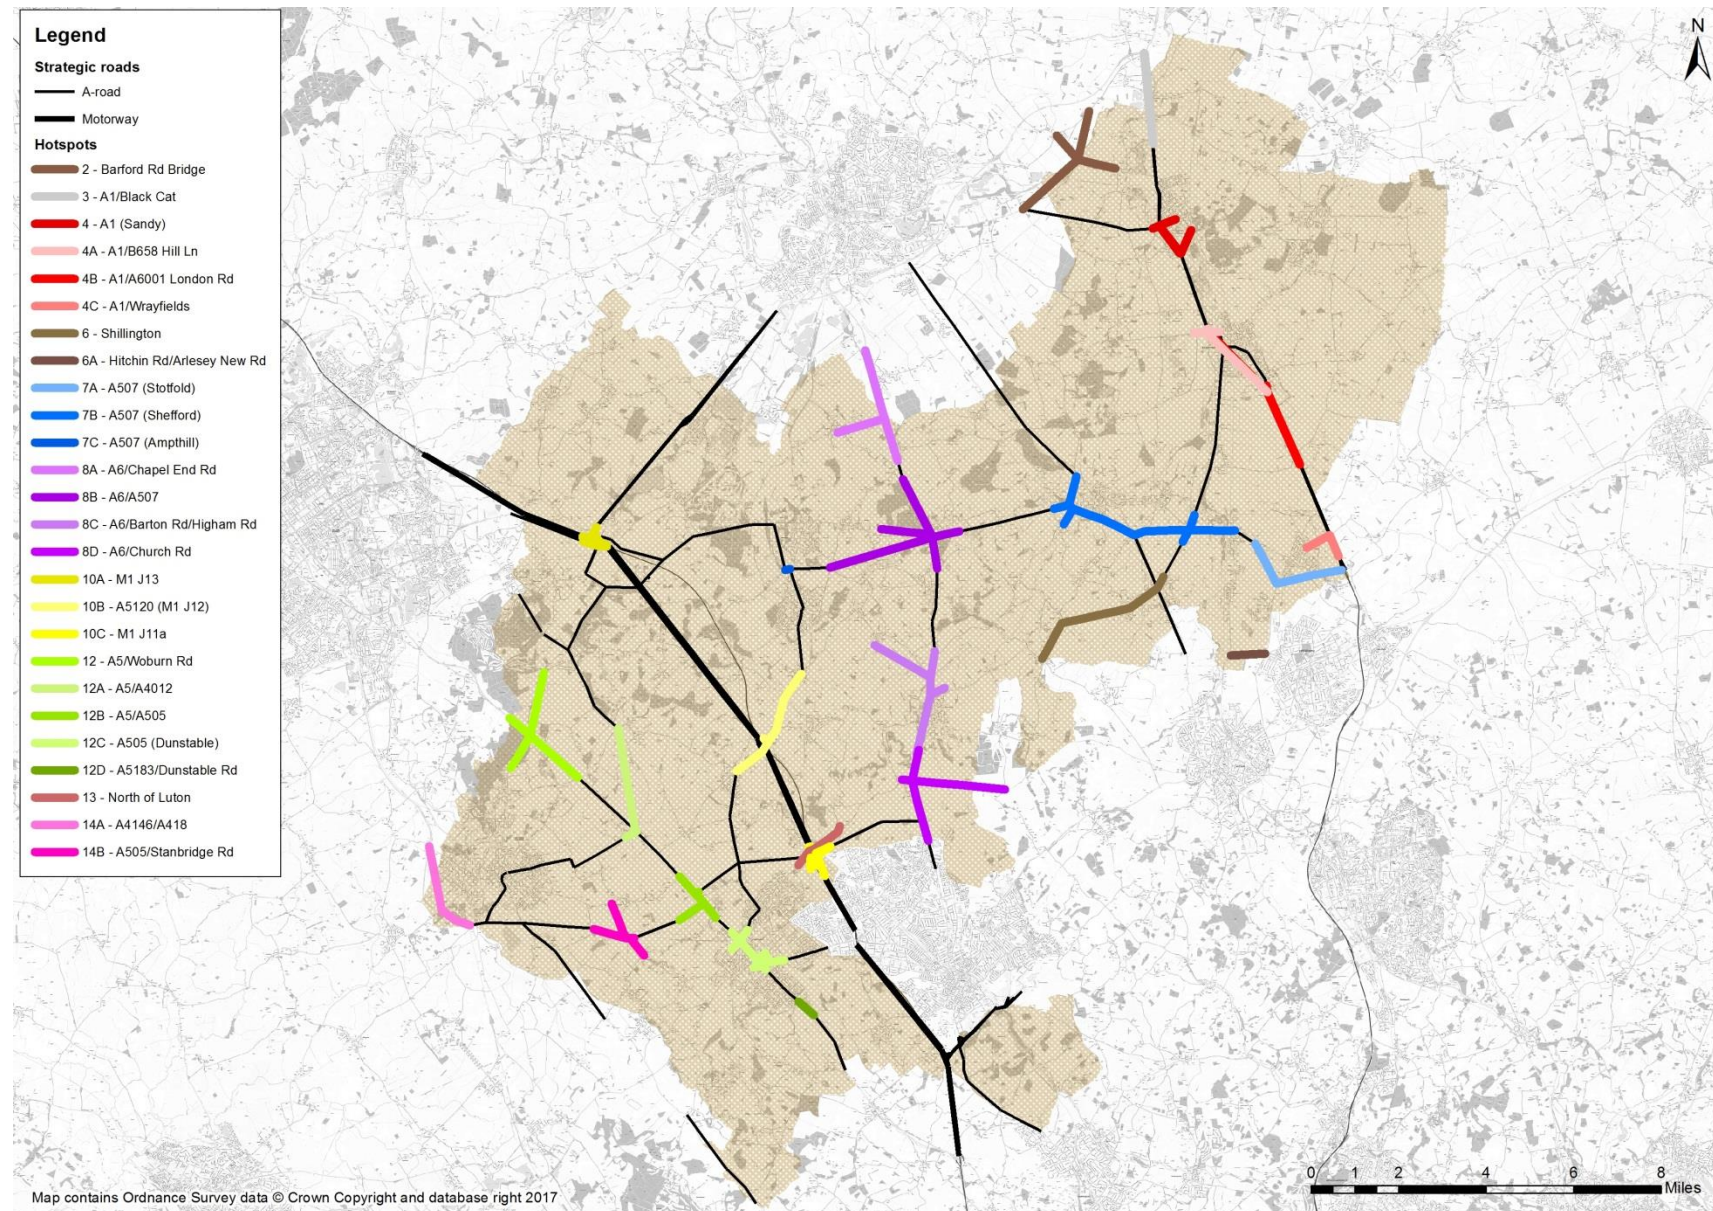 Legend
Strategic roads
A-road
Motorway
Hotspots
2 - Barford Rd Bridge
3 - A1/Black Cat
4 - A1 (Sandy)
4A - A1/B658 Hill Ln
4B - A1/A6001 London Rd
4C - A1/Wrayfields
6 - Shillington
6A - Hitchin Rd/Arlesey New Rd
7A - A507 (Stotfold)
7B - A507 (Shefford)
7C - A507 (Ampthill)
8A - A6/Chapel End Rd
8B - A6/A507
8C - A6/Barton Rd/Higham Rd
8D - A6/Church Rd
10A - M1 J13
10B - A5120 (M1 J12)
10C - M1 J11a
12 - A5/Woburn Rd
12A - A5/A4012
12B - A5/A505
12C - A505 (Dunstable)
12D - A5183/Dunstable Rd
13 - North of Luton
14A - A4146/A418
14B - A505/Stanbridge Rd
N
0 1 2 4 6 8
Miles
Map contains Ordnance Survey data © Crown Copyright and database right 2017